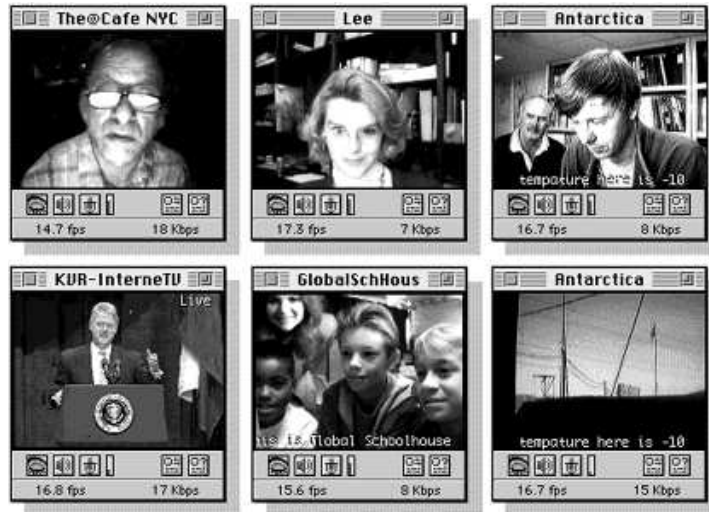 The@Cafe NYC
Lee
Antarctica
tempature here is -10
14.7 fps 18 Kbps
17.3 fps 7 Kbps
16.7 fps 8 Kbps
KVR-InterneTV
GlobalSchHous
Antarctica
Live
his is Global Schoolhouse
tempature here is -10
16.8 fps 17 Kbps
15.6 fps 8 Kbps
16.7 fps 15 Kbps